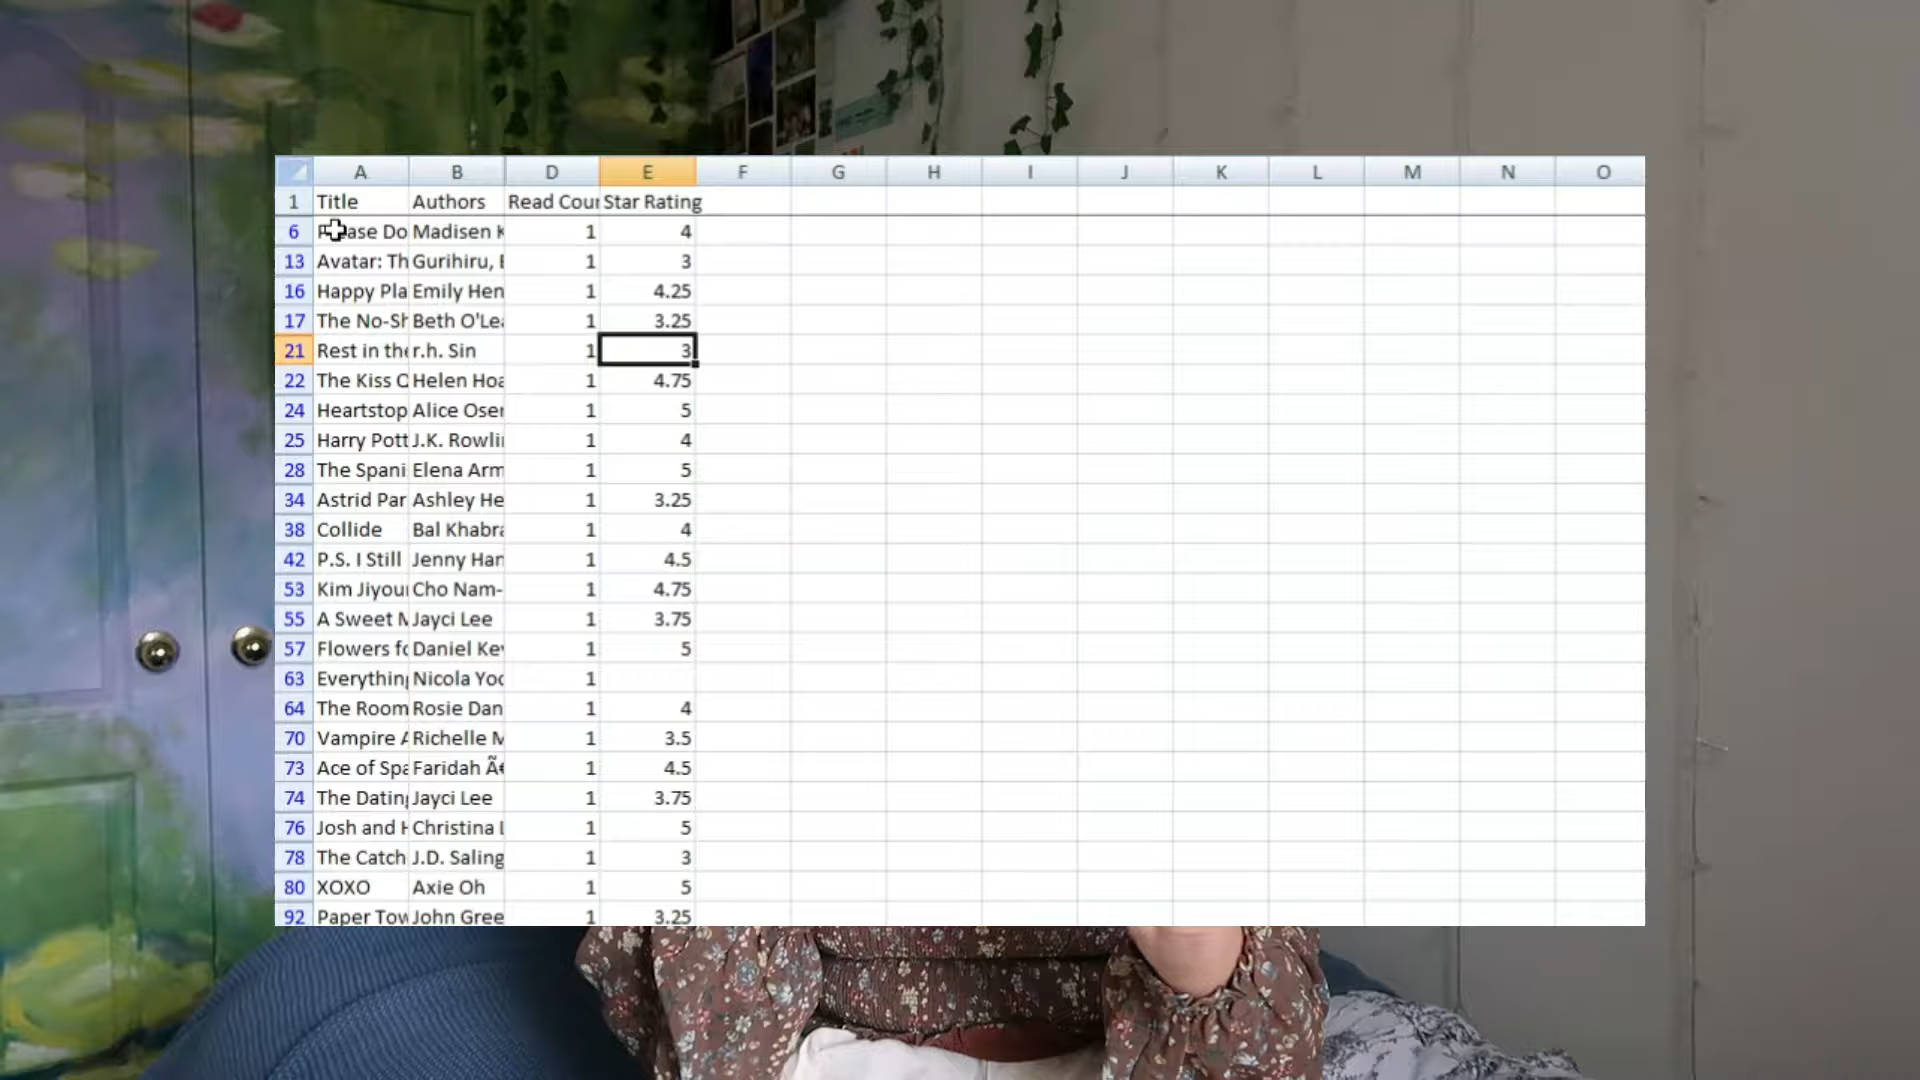 A B D E F G H I J K L M N O
1 Title Authors Read Cour Star Rating
6 ase Do Madisen K 1 4
13 Avatar: Th Gurihiru, 1 3
16 Happy Pla Emily Hen 1 4.25
17 The No-Sh Beth O'Lea 1 3.25
21 Rest in the r.h. Sin 1 3
22 The Kiss Q Helen Hoa 1 4.75
24 Heartstop Alice Oser 1 5
25 Harry Pott J.K. Rowli 1 4
28 The Spani Elena Arm 1 5
34 Astrid Par Ashley He 1 3.25
38 Collide Bal Khabra 1 4
42 P.S. I Still Jenny Han 1 4.5
53 Kim Jiyour Cho Nam- 1 4.75
55 A Sweet M Jayci Lee 1 3.75
57 Flowers fo Daniel Key 1 5
63 Everything Nicola Yoo 1
64 The Room Rosie Dan 1 4
70 Vampire A Richelle M 1 3.5
73 Ace of Spa Faridah Ã 1 4.5
74 The Dating Jayci Lee 1 3.75
76 Josh and H Christina L 1 5
78 The Catch J.D. Saling 1 3
80 XOXO Axie Oh 1 5
92 Paper Tow John Gree 1 3.25